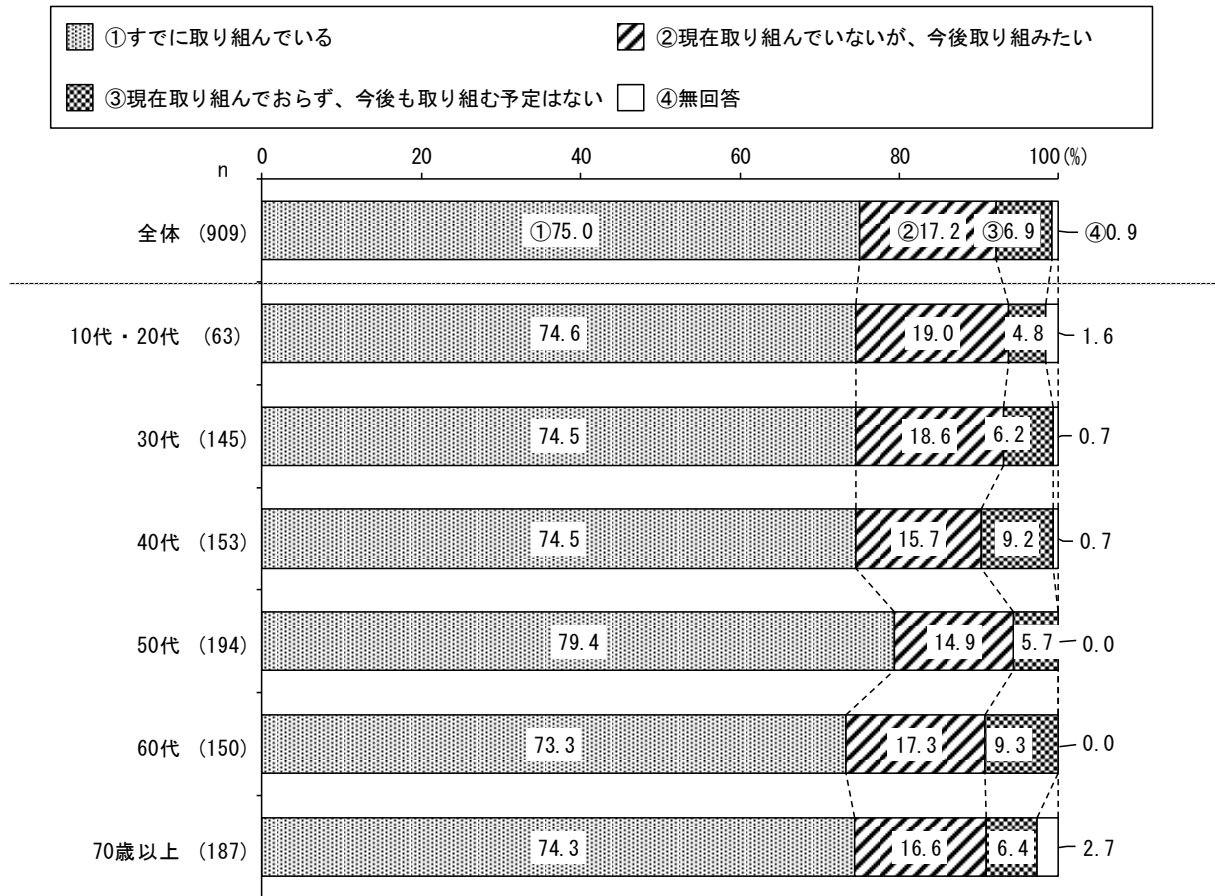 ①すでに取り組んでいる ②現在取り組んでいないが、今後取り組みたい
③現在取り組んでおらず、今後も取り組む予定はない ④無回答
n 0 20 40 60 80 100(%)
全体 (909) ①75.0 ②17.2 ③6.9 ④0.9
10代・20代 (63) 74.6 19.0 4.8 1.6
30代 (145) 74.5 18.6 6.2 0.7
40代 (153) 74.5 15.7 9.2 0.7
50代 (194) 79.4 14.9 5.7 0.0
60代 (150) 73.3 17.3 9.3 0.0
70歳以上 (187) 74.3 16.6 6.4 2.7